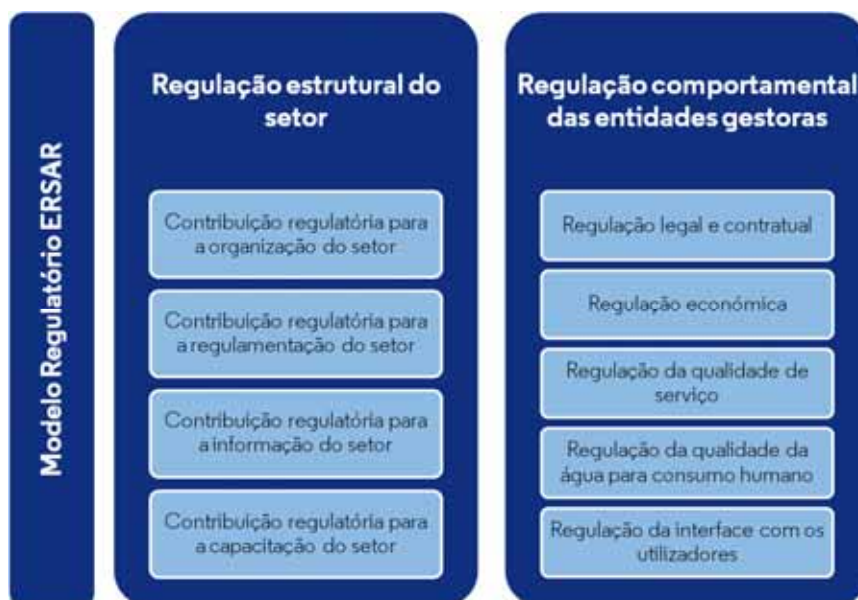 Modelo Regulatório ERSAR
Regulação estrutural do
setor
Contribuição regulatória para
a organização do setor
Contribuição regulatória para
a regulamentação do setor
Contribuição regulatória para
a informação do setor
Contribuição regulatória para
a capacitação do setor
Regulação comportamental
das entidades gestoras
Regulação legal e contratual
Regulação económica
Regulação da qualidade de
serviço
Regulação da qualidade da
água para consumo humano
Regulação da interface com os
utilizadores